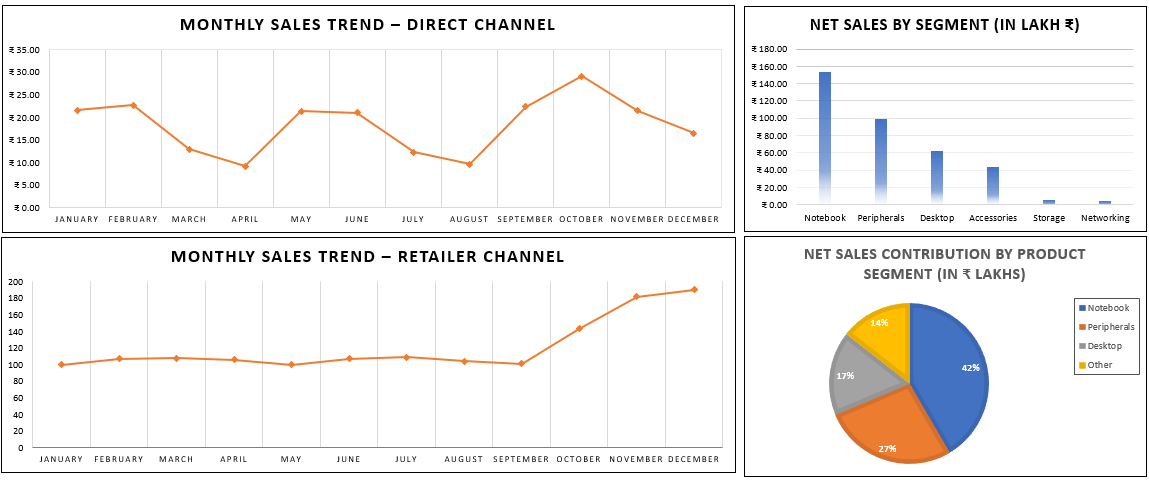 MONTHLY SALES TREND – DIRECT CHANNEL
₹ 35.00
₹ 30.00
₹ 25.00
₹ 20.00
₹ 15.00
₹ 10.00
₹ 5.00
₹ 0.00
JANUARY FEBRUARY MARCH APRIL MAY JUNE JULY AUGUST SEPTEMBER OCTOBER NOVEMBER DECEMBER
NET SALES BY SEGMENT (IN LAKH ₹)
₹ 180.00
₹ 160.00
₹ 140.00
₹ 120.00
₹ 100.00
₹ 80.00
₹ 60.00
₹ 40.00
₹ 20.00
₹ 0.00
Notebook Peripherals Desktop Accessories Storage Networking
MONTHLY SALES TREND – RETAILER CHANNEL
200
180
160
140
120
100
80
60
40
20
0
JANUARY FEBRUARY MARCH APRIL MAY JUNE JULY AUGUST SEPTEMBER OCTOBER NOVEMBER DECEMBER
NET SALES CONTRIBUTION BY PRODUCT
SEGMENT (IN ₹ LAKHS)
14%
42%
17%
27%
Notebook
Peripherals
Desktop
Other